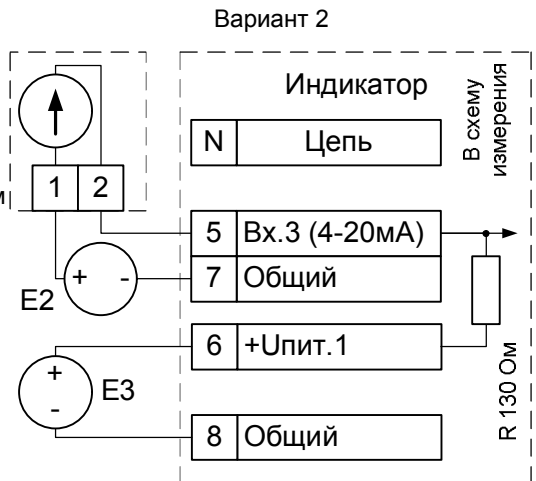 Вариант 2
Индикатор
В схему
измерения
N Цепь
1 2
м
5 Вх.3 (4-20мА)
+ - 7 Общий
E2
6 +Uпит.1
+
- E3
R 130 Ом
8 Общий